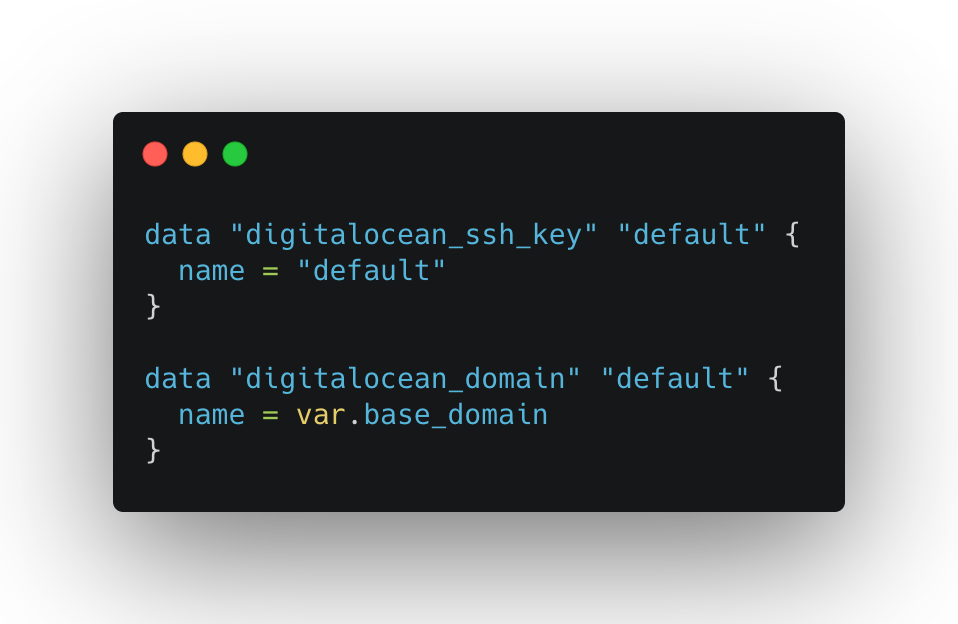 data "digitalocean_ssh_key" "default" {
  name = "default"
}

data "digitalocean_domain" "default" {
  name = var.base_domain
}